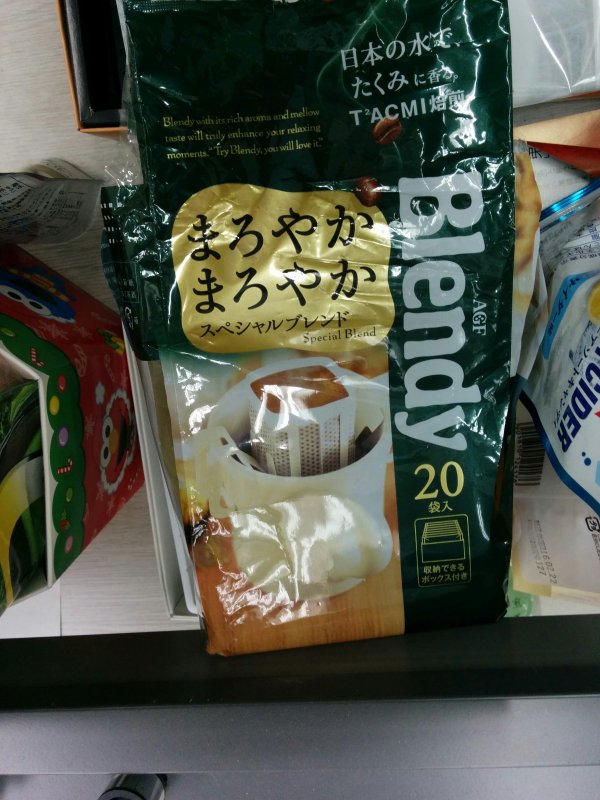 日本の水で、
たくみに香る。
T²ACMI焙煎
Blendy with its rich aroma and mellow
taste will truly enhance your relaxing
moments. "Try Blendy, you will love it."
まろやか
まろやか
スペシャルブレンド
Special Blend
Blendy
AGF
20
袋入
収納できる
ボックス付き
CIDER